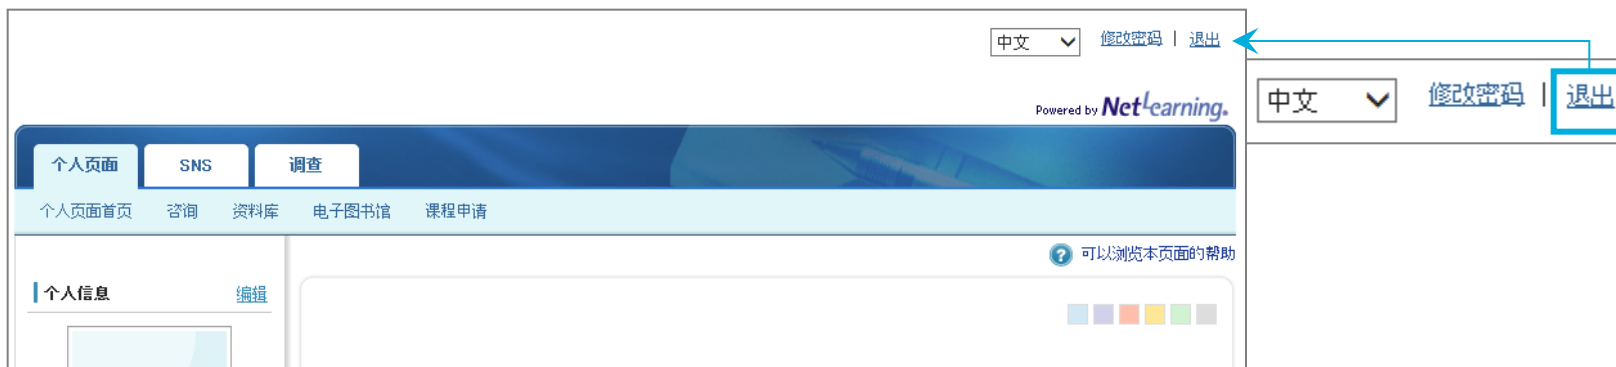 中文 修改密码 | 退出
中文 修改密码 | 退出
Powered by NetLearning.
个人页面 SNS 调查
个人页面首页 咨询 资料库 电子图书馆 课程申请
? 可以浏览本页面的帮助
个人信息 编辑